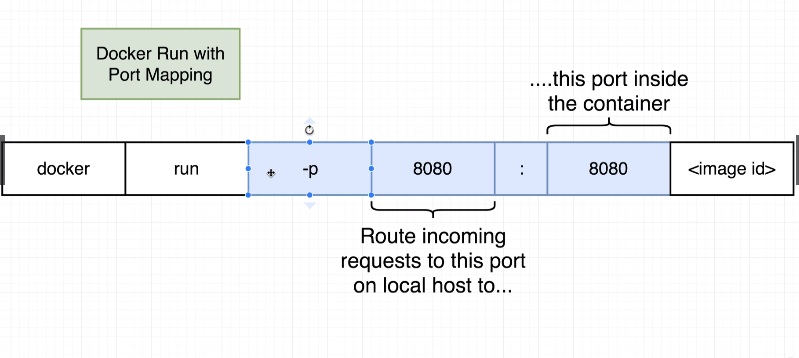 Docker Run with
Port Mapping
....this port inside
the container
docker run -p 8080 : 8080 <image id>
Route incoming
requests to this port
on local host to...